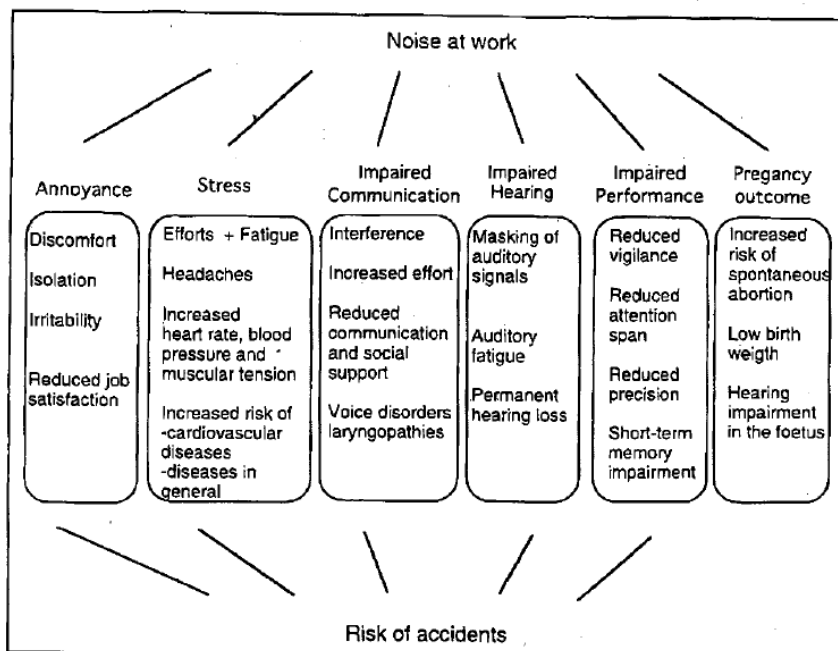 Noise at work
Annoyance
Discomfort
Isolation
Irritability
Reduced job
satisfaction
Stress
Efforts + Fatigue
Headaches
Increased
heart rate, blood
pressure and
muscular tension
Increased risk of
-cardiovascular
diseases
-diseases in
general
Impaired
Communication
Interference
Increased effort
Reduced
communication
and social
support
Voice disorders
laryngopathies
Impaired
Hearing
Masking of
auditory
signals
Auditory
fatigue
Permanent
hearing loss
Impaired
Performance
Reduced
vigilance
Reduced
attention
span
Reduced
precision
Short-term
memory
impairment
Pregancy
outcome
Increased
risk of
spontaneous
abortion
Low birth
weigth
Hearing
impairment
in the foetus
Risk of accidents